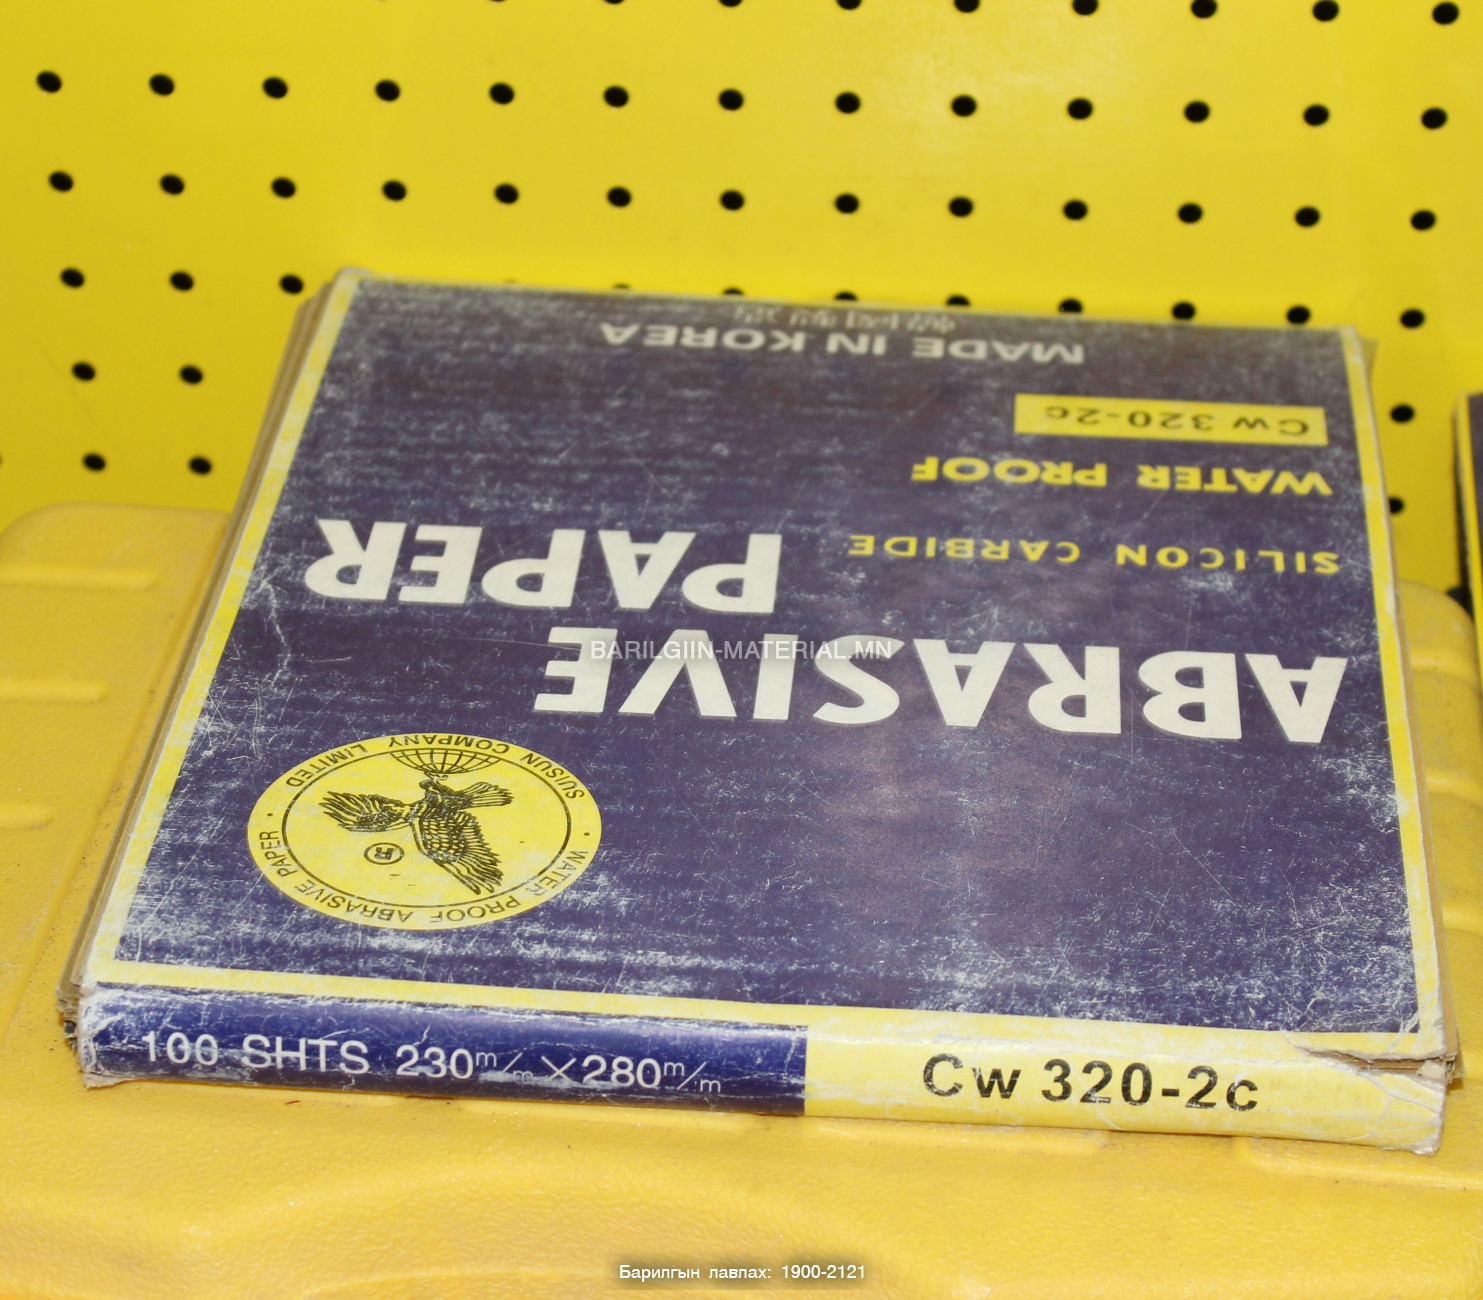 ABRASIVE
PAPER
SILICON CARBIDE
WATER PROOF
Cw 320-2c
MADE IN KOREA
SUISUN COMPANY LIMITED
· WATER PROOF ABRASIVE PAPER ·
R
100 SHTS 230m/m ×280m/m
Cw 320-2c
BARILGIIN-MATERIAL.MN
Барилгын лавлах: 1900-2121